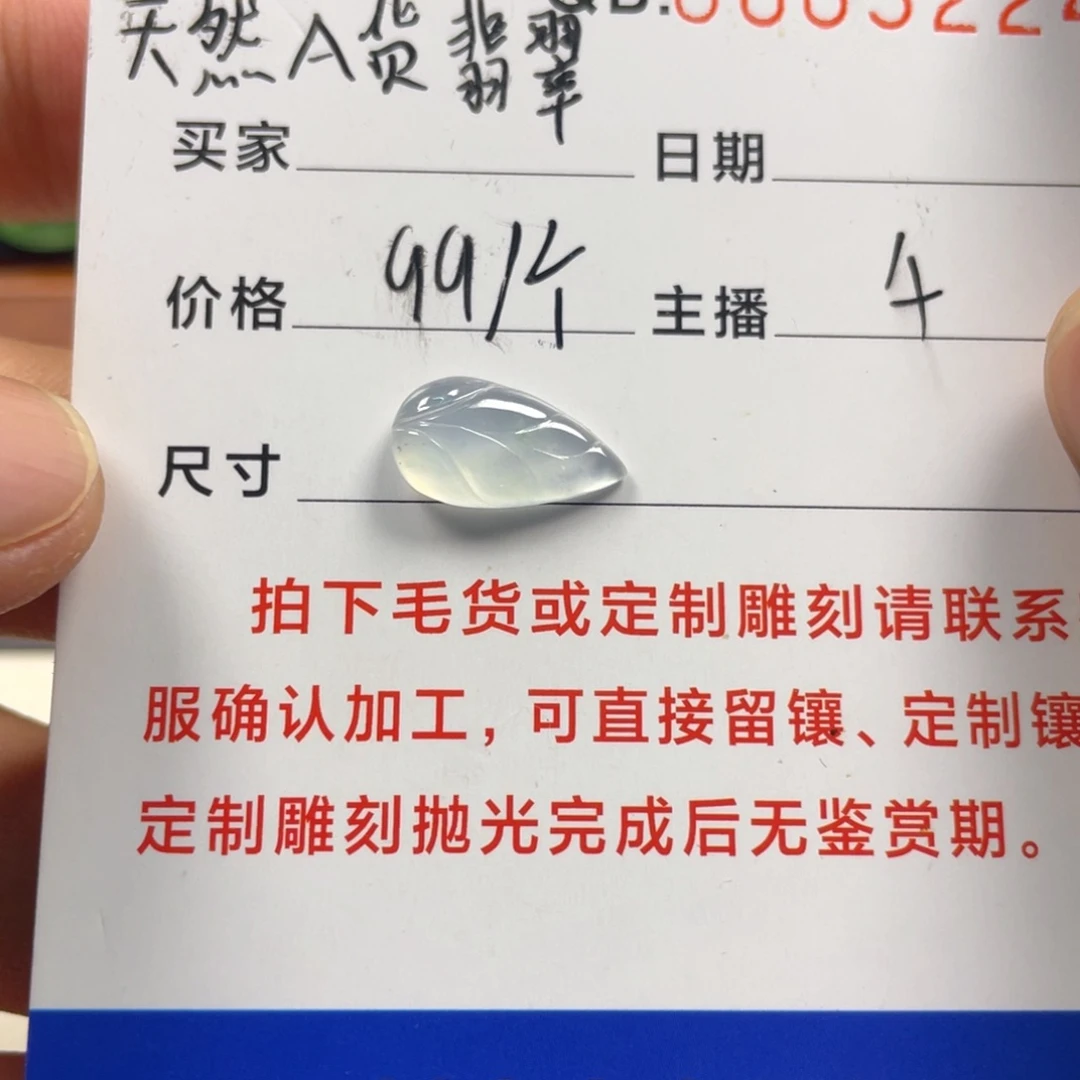 天然A货翡翠
买家 日期
价格 99/个 主播 4
尺寸
拍下毛货或定制雕刻请联系
服确认加工，可直接留镶、定制镶
定制雕刻抛光完成后无鉴赏期。